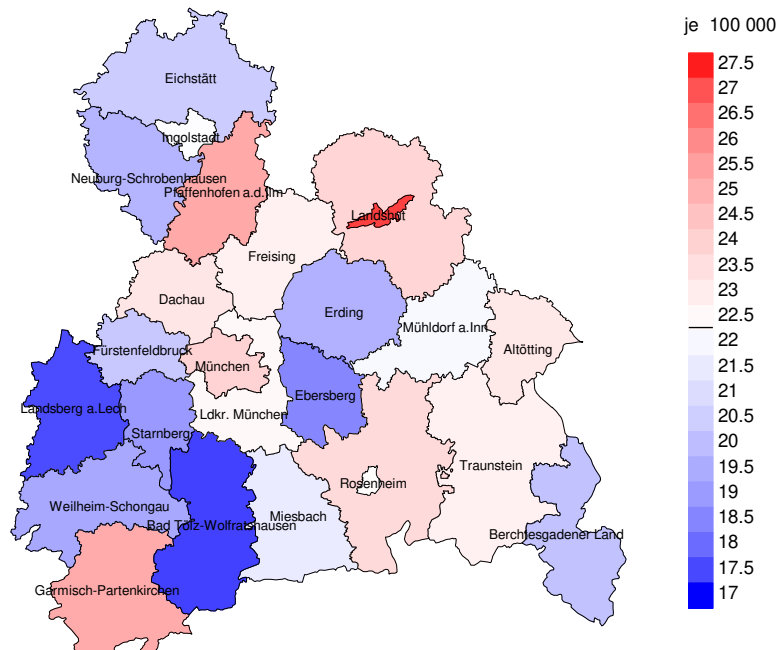 je 100 000
27.5
27
26.5
26
25.5
25
24.5
24
23.5
23
22.5
22
21.5
21
20.5
20
19.5
19
18.5
18
17.5
17
Eichstätt
Ingolstadt
Neuburg-Schrobenhausen
Pfaffenhofen a.d.Ilm
Landshut
Freising
Dachau
Erding
Mühldorf a.Inn
Altötting
Fürstenfeldbruck
München
Ebersberg
Landsberg a.Lech
Ldkr. München
Starnberg
Traunstein
Rosenheim
Weilheim-Schongau
Miesbach
Bad Tölz-Wolfratshausen
Berchtesgadener Land
Garmisch-Partenkirchen